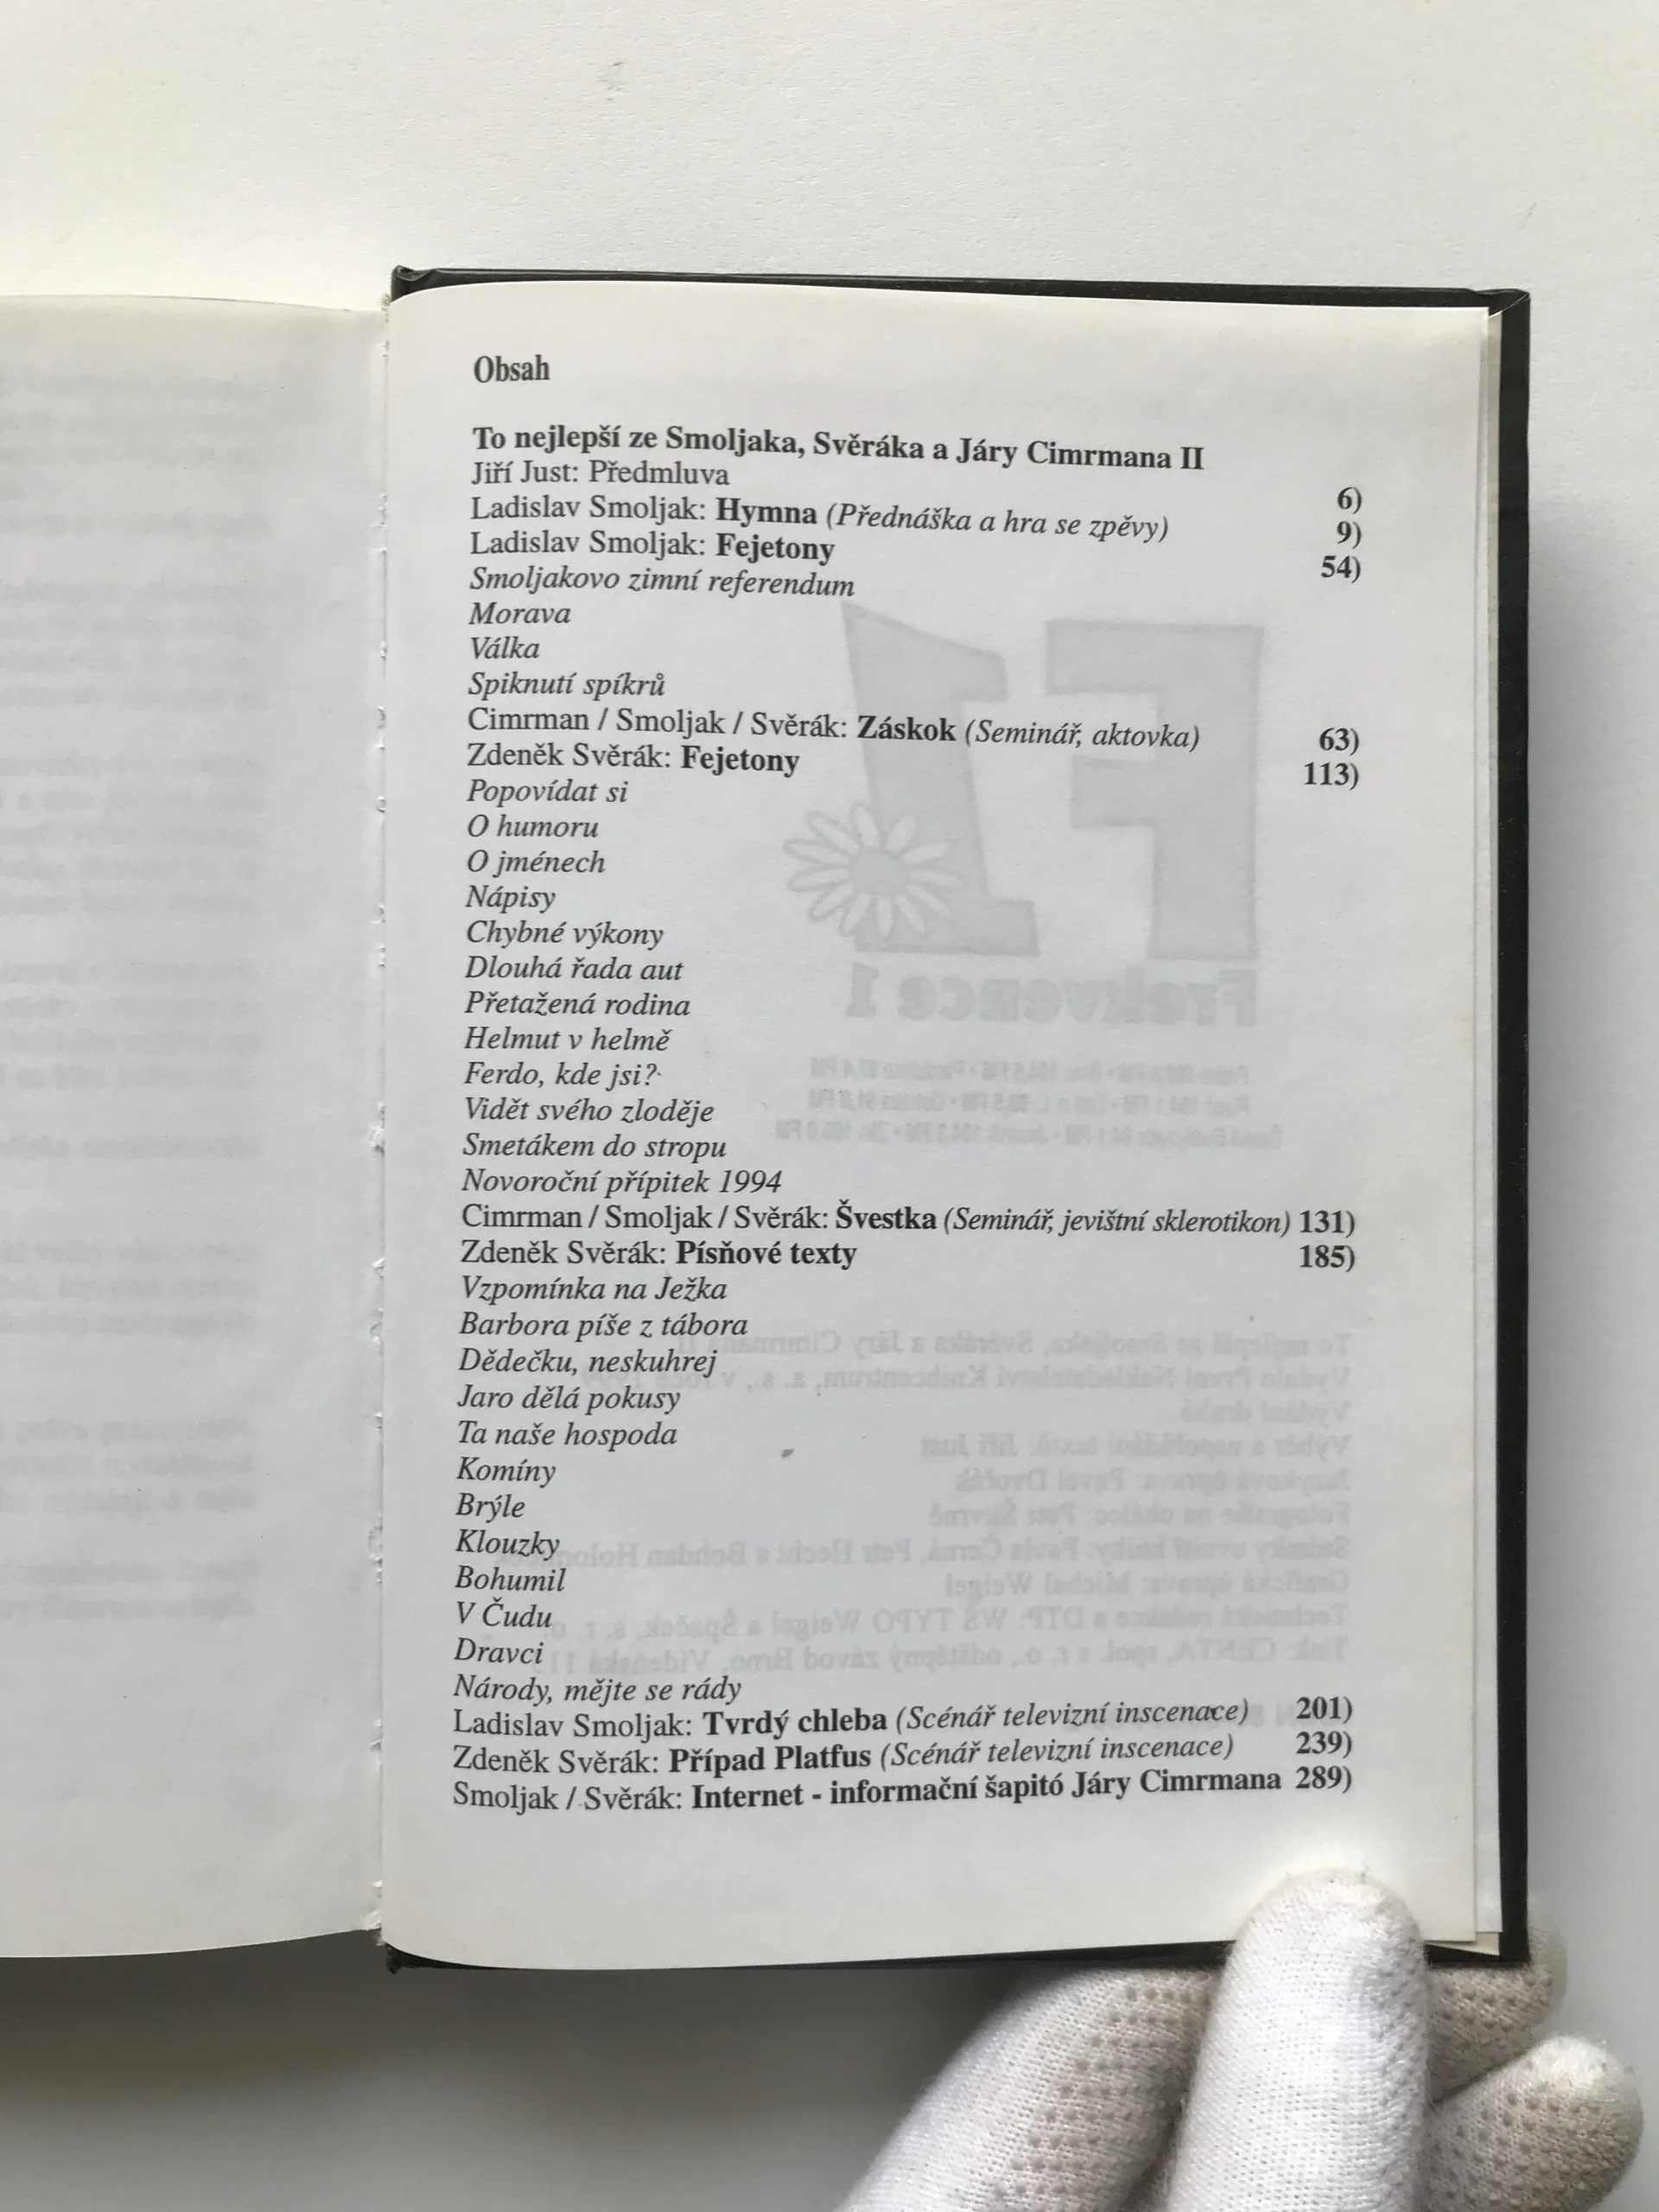 Obsah
To nejlepší ze Smoljaka, Svěráka a Járy Cimrmana II
Jiří Just: Předmluva 6)
Ladislav Smoljak: Hymna (Přednáška a hra se zpěvy) 9)
Ladislav Smoljak: Fejetony 54)
Smoljakovo zimní referendum
Morava
Válka
Spiknutí spíkrů
Cimrman / Smoljak / Svěrák: Záskok (Seminář, aktovka) 63)
Zdeněk Svěrák: Fejetony 113)
Popovídat si
O humoru
O jménech
Nápisy
Chybné výkony
Dlouhá řada aut
Přetažená rodina
Helmut v helmě
Ferdo, kde jsi?
Vidět svého zloděje
Smetákem do stropu
Novoroční přípitek 1994
Cimrman / Smoljak / Svěrák: Švestka (Seminář, jevištní sklerotikon) 131)
Zdeněk Svěrák: Písňové texty 185)
Vzpomínka na Ježka
Barbora píše z tábora
Dědečku, neskuhrej
Jaro dělá pokusy
Ta naše hospoda
Komíny
Brýle
Klouzky
Bohumil
V Čudu
Dravci
Národy, mějte se rády
Ladislav Smoljak: Tvrdý chleba (Scénář televizní inscenace) 201)
Zdeněk Svěrák: Případ Platfus (Scénář televizní inscenace) 239)
Smoljak / Svěrák: Internet - informační šapitó Járy Cimrmana 289)